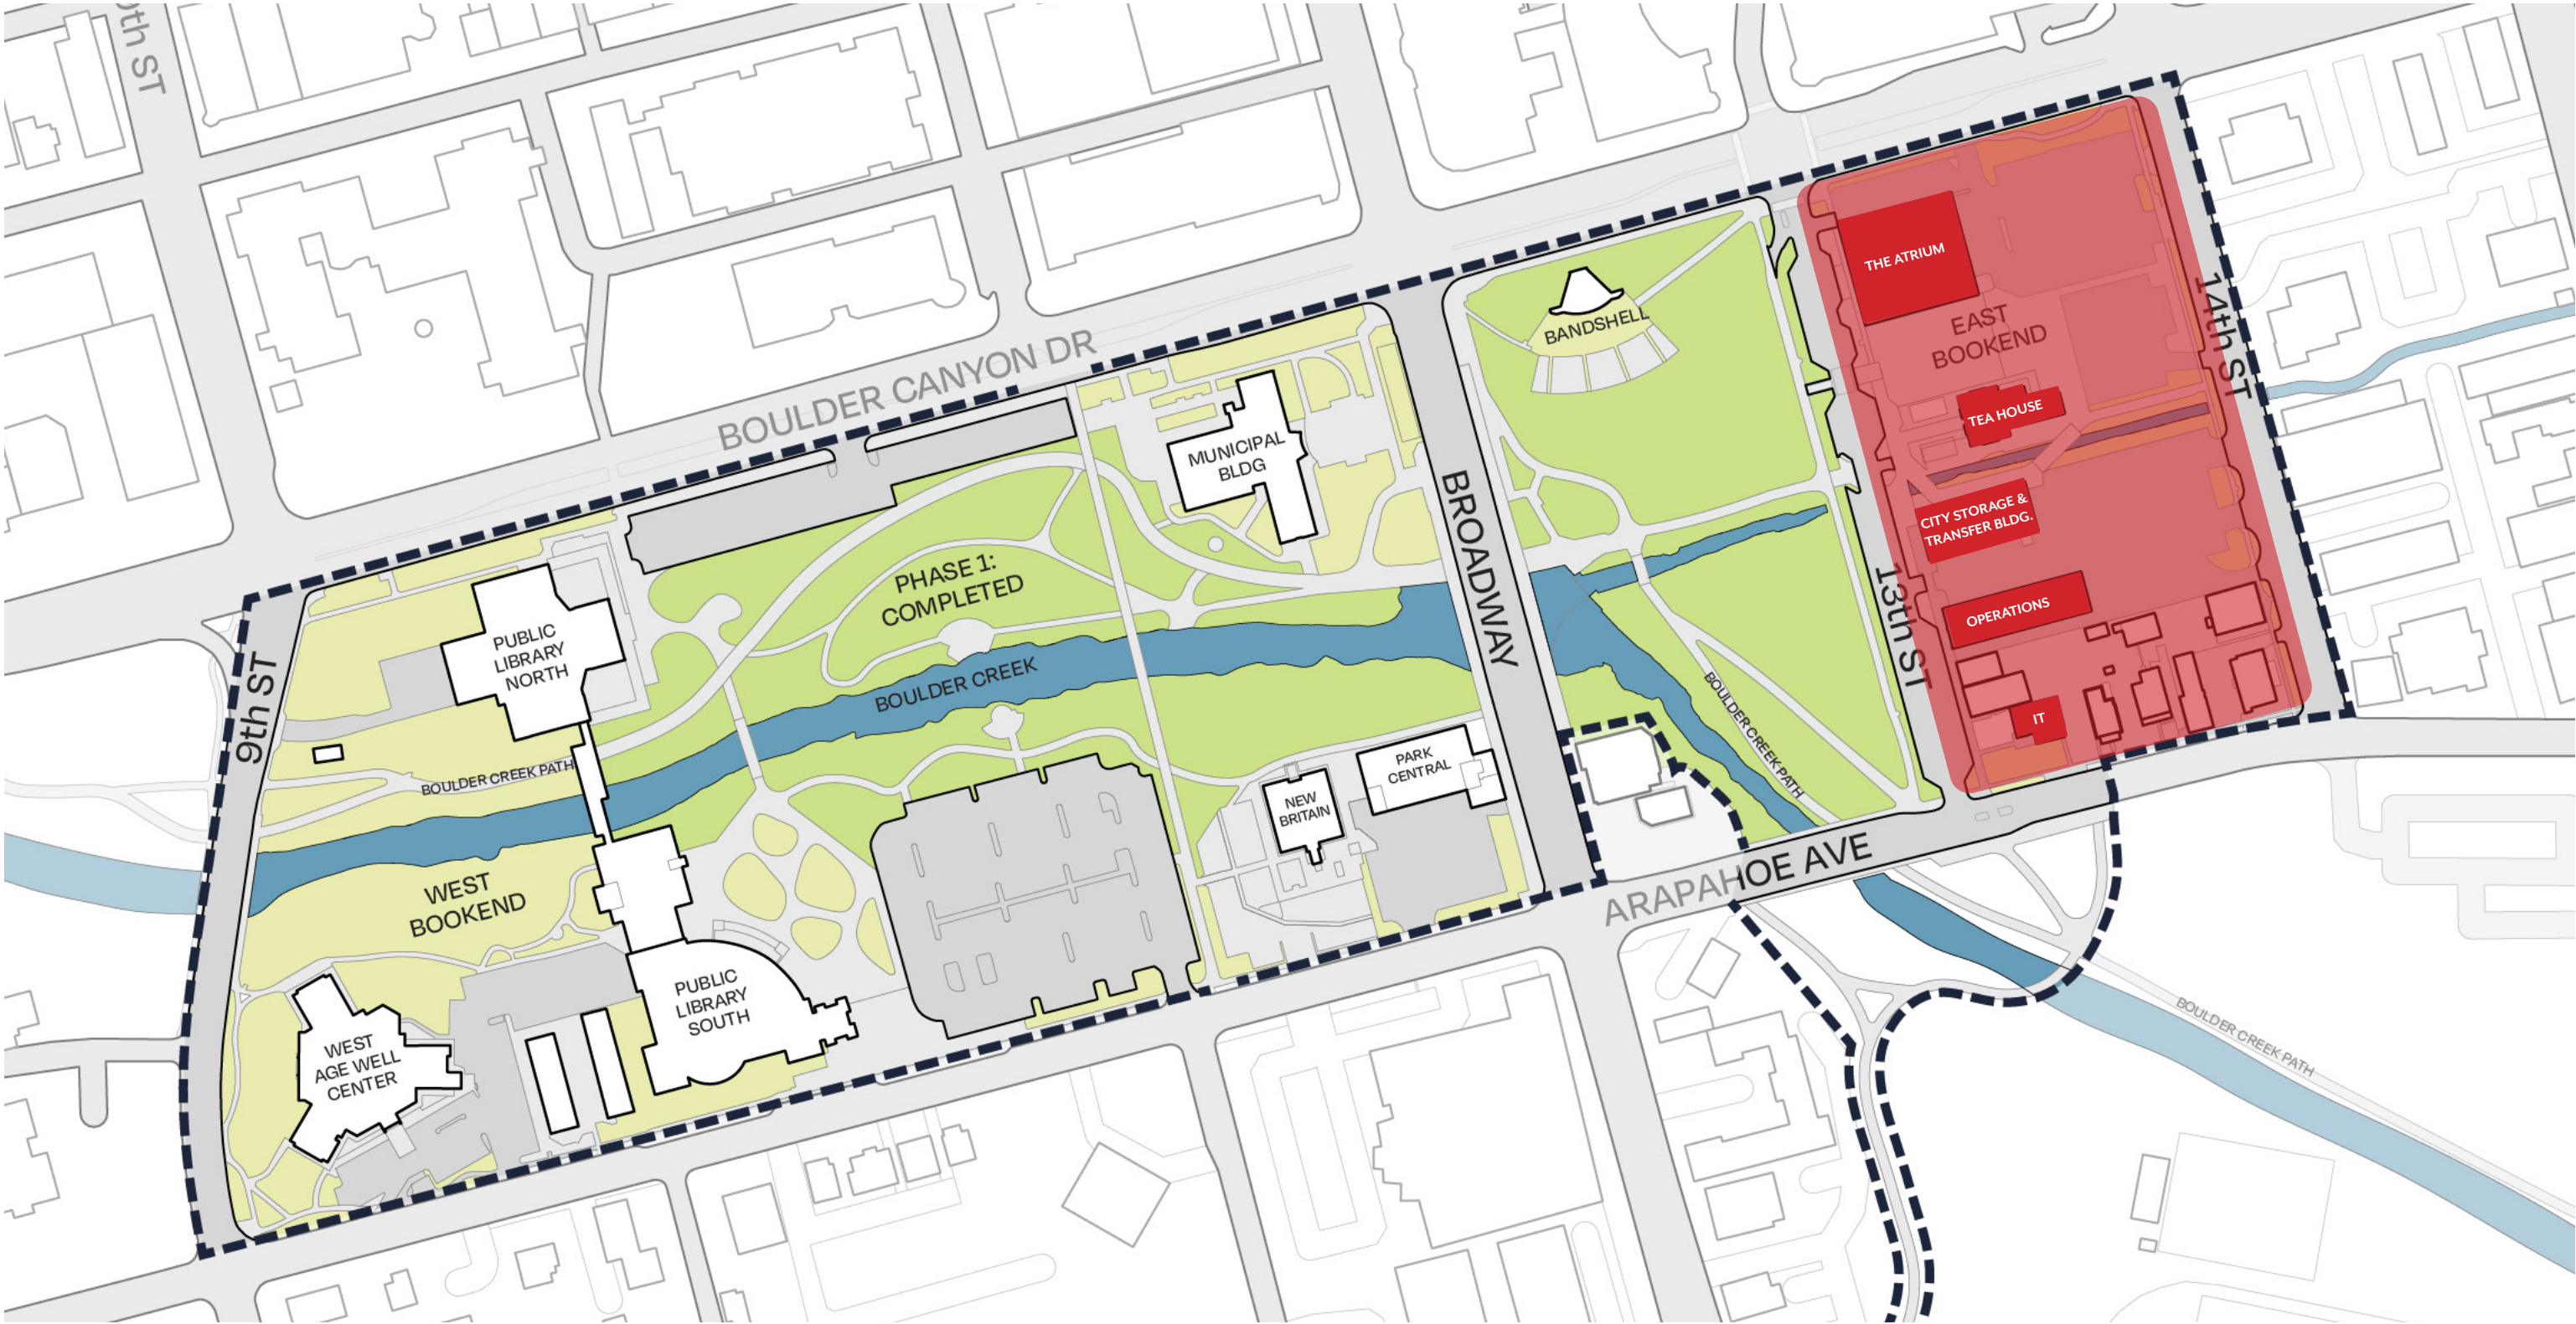 9th ST
BOULDER CANYON DR
THE ATRIUM
EAST
BOOKEND
14th ST
BANDSHELL
TEA HOUSE
MUNICIPAL
BLDG
BROADWAY
CITY STORAGE &
TRANSFER BLDG.
PHASE 1:
COMPLETED
13th ST
OPERATIONS
PUBLIC
LIBRARY
NORTH
BOULDER CREEK
BOULDER CREEK PATH
IT
9th ST
BOULDER CREEK PATH
PARK
CENTRAL
NEW
BRITAIN
ARAPAHOE AVE
WEST
BOOKEND
PUBLIC
LIBRARY
SOUTH
WEST
AGE WELL
CENTER
BOULDER CREEK PATH